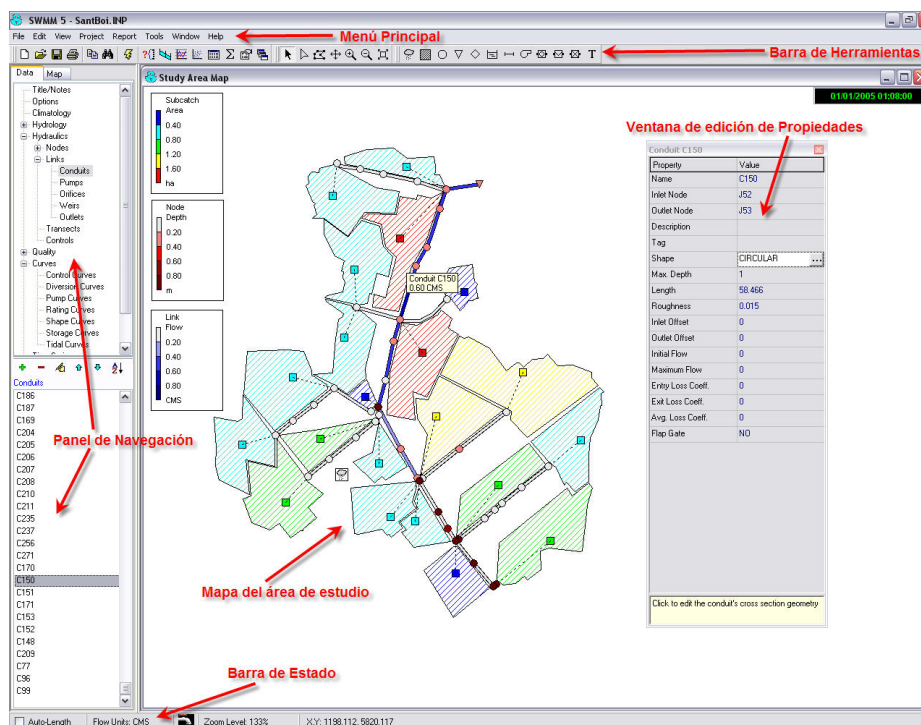 SWMM 5 - SantBoi.INP
File Edit View Project Report Tools Window Help
Menú Principal
Barra de Herramientas
T
Data Map
Title/Notes
Options
Climatology
Hydrology
Hydraulics
Nodes
Links
Conduits
Pumps
Orifices
Weirs
Outlets
Transects
Controls
Quality
Curves
Control Curves
Diversion Curves
Pump Curves
Rating Curves
Shape Curves
Storage Curves
Tidal Curves
Conduits
C186
C187
C169
C204
C205
C206
C207
C208
C210
C211
C235
C237
C256
C271
C170
C150
C151
C171
C153
C152
C148
C209
C77
C96
C99
Panel de Navegación
Study Area Map
01/01/2005 01:08:00
Subcatch
Area
0.40
0.80
1.20
1.60
ha
Node
Depth
0.20
0.40
0.60
0.80
m
Link
Flow
0.20
0.40
0.60
0.80
CMS
Conduit C150
0.60 CMS
Mapa del área de estudio
Ventana de edición de Propiedades
Conduit C150
Property Value
Name C150
Inlet Node J52
Outlet Node J53
Description
Tag
Shape CIRCULAR ...
Max. Depth 1
Length 58.466
Roughness 0.015
Inlet Offset 0
Outlet Offset 0
Initial Flow 0
Maximum Flow 0
Entry Loss Coeff. 0
Exit Loss Coeff. 0
Avg. Loss Coeff. 0
Flap Gate NO
Click to edit the conduit's cross section geometry
Barra de Estado
Auto-Length Flow Units: CMS Zoom Level: 133% X,Y: 1198.112, 5820.117